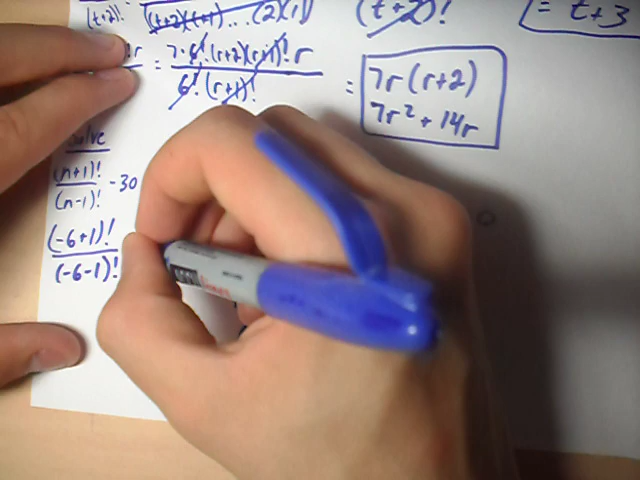 (t+2)! (t+2)(t+1)...(2)(1) (t+2)! = t+3
!r = 7·6!·(r+2)(r+1)!·r / 6!·(r+1)! = 7r(r+2)
7r²+14r
Solve
(n+1)! / (n-1)! -30
(-6+1)! / (-6-1)!